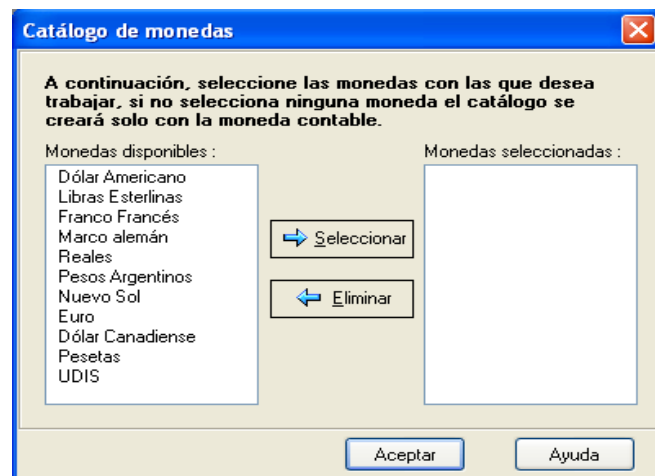 Catálogo de monedas
A continuación, seleccione las monedas con las que desea
trabajar, si no selecciona ninguna moneda el catálogo se
creará solo con la moneda contable.
Monedas disponibles :
Dólar Americano
Libras Esterlinas
Franco Francés
Marco alemán
Reales
Pesos Argentinos
Nuevo Sol
Euro
Dólar Canadiense
Pesetas
UDIS
Seleccionar
Eliminar
Monedas seleccionadas :
Aceptar
Ayuda